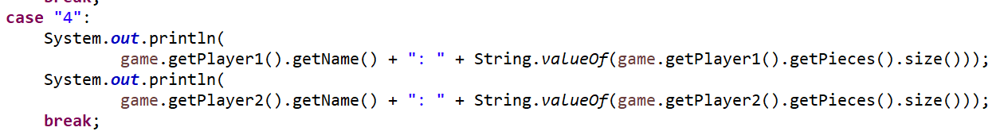 break;
case "4":
    System.out.println(
            game.getPlayer1().getName() + ": " + String.valueOf(game.getPlayer1().getPieces().size()));
    System.out.println(
            game.getPlayer2().getName() + ": " + String.valueOf(game.getPlayer2().getPieces().size()));
    break;